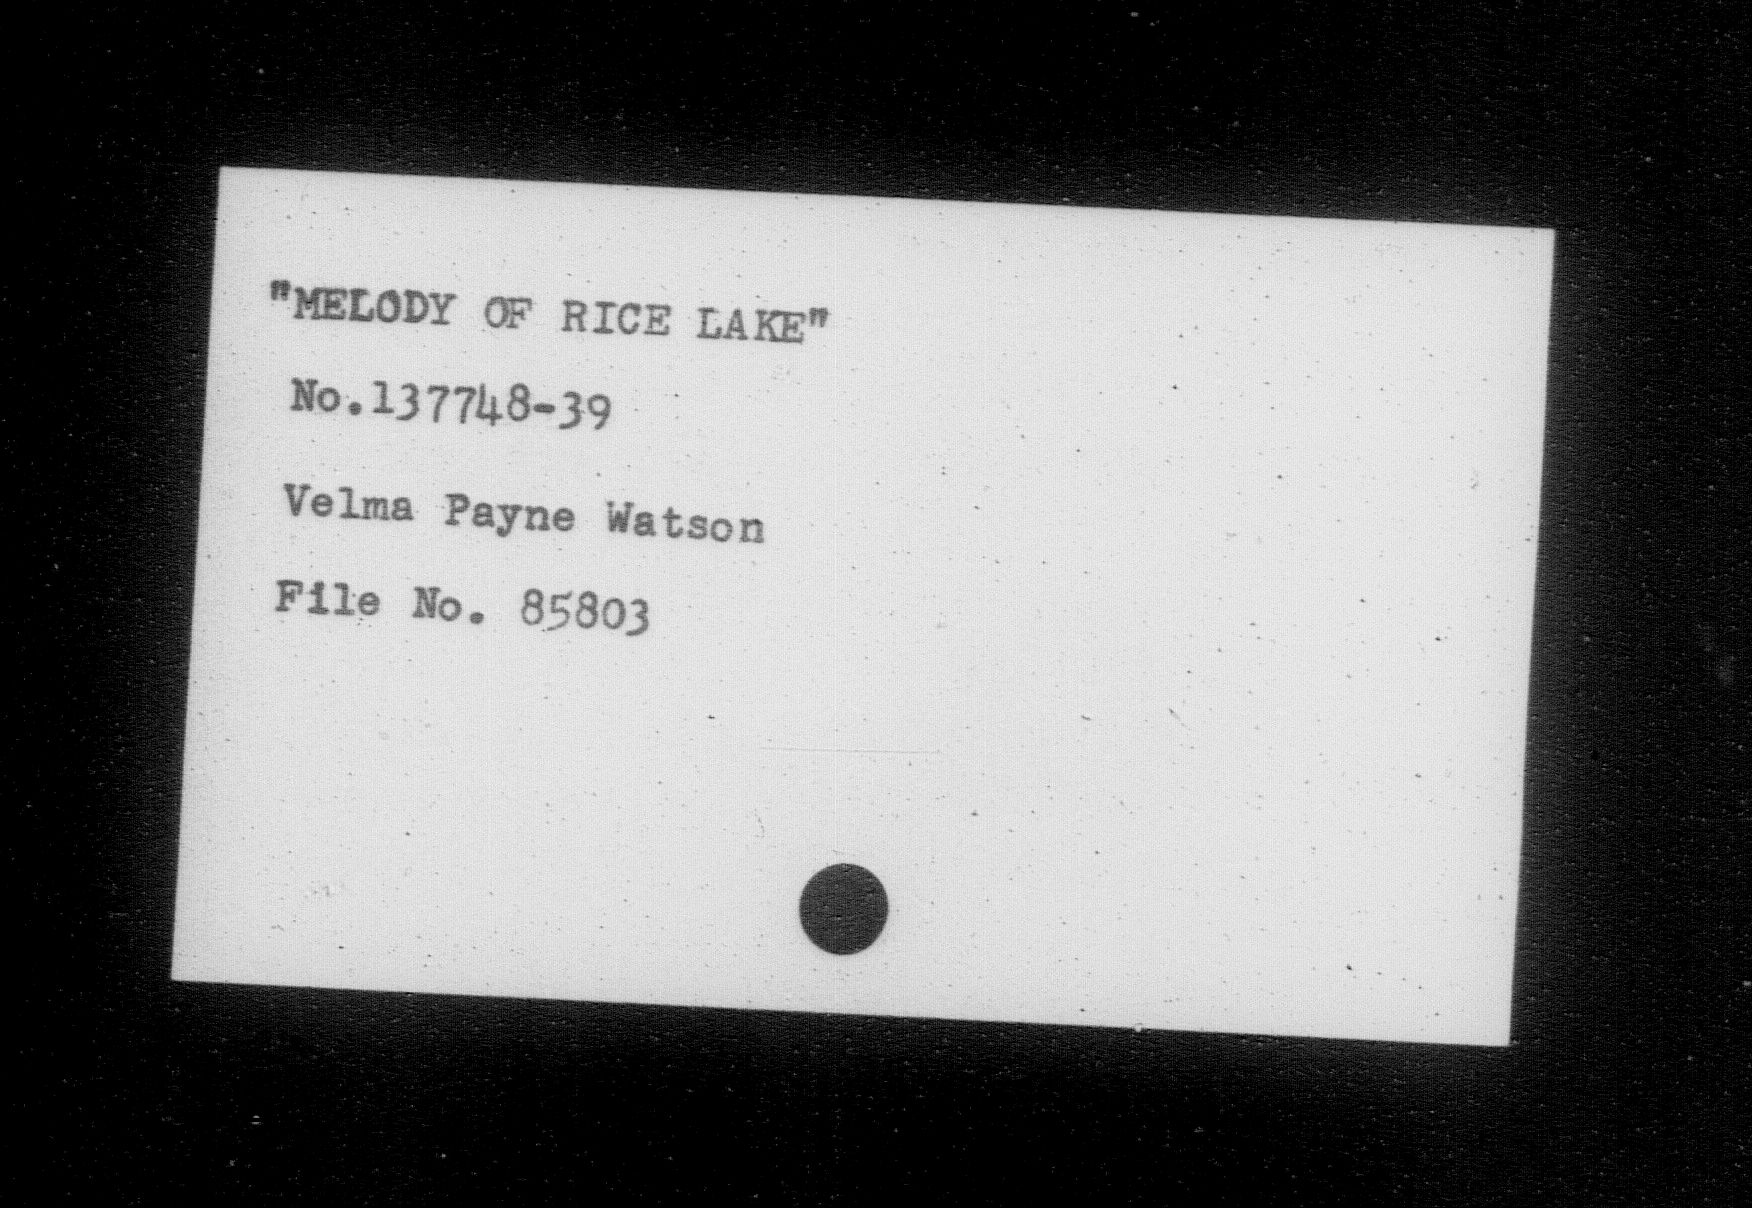 "MELODY OF RICE LAKE"
No.137748-39
Velma Payne Watson
File No. 85803